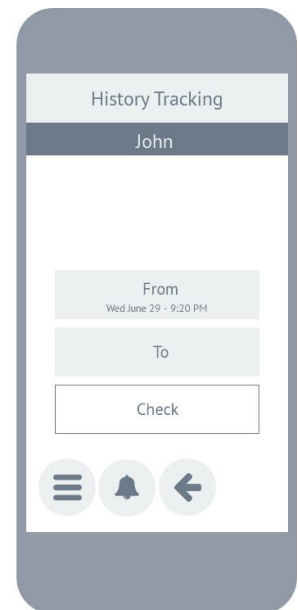 History Tracking
John
From
Wed June 29 - 9:20 PM
To
Check